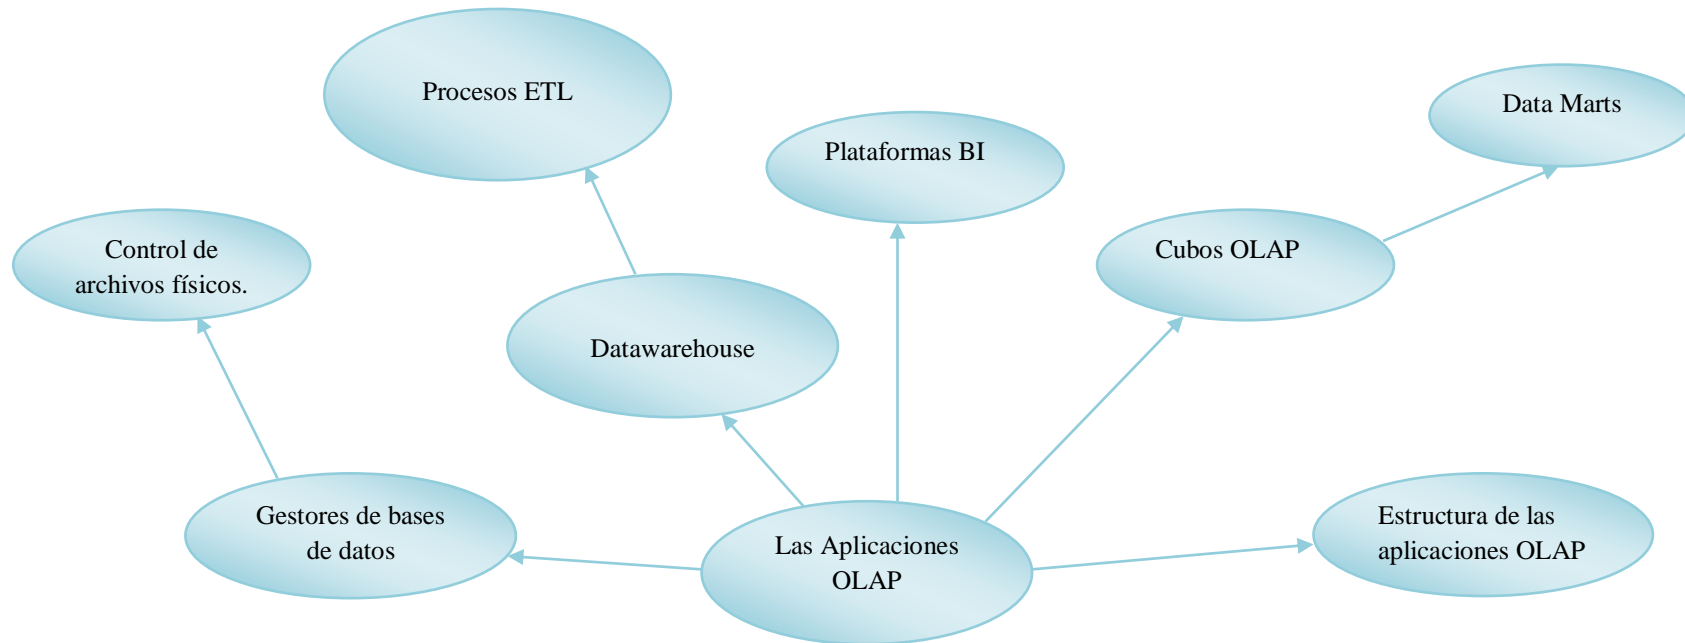 Procesos ETL
Data Marts
Plataformas BI
Control de
archivos físicos.
Cubos OLAP
Datawarehouse
Gestores de bases
de datos
Las Aplicaciones
OLAP
Estructura de las
aplicaciones OLAP